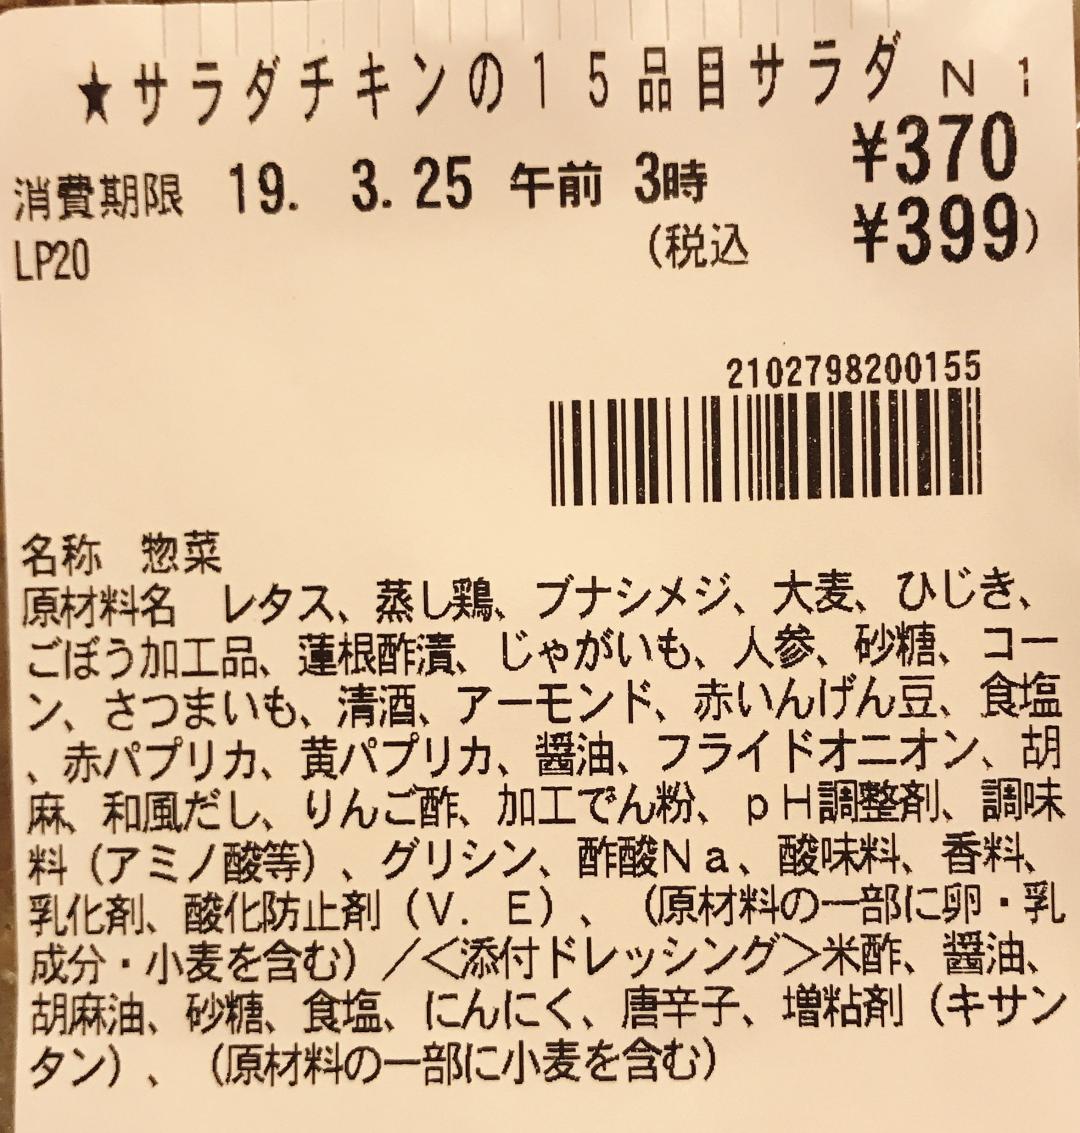 ★サラダチキンの15品目サラダ N 1
¥370
消費期限 19. 3. 25 午前 3時
LP20 (税込 ¥399)
2102798200155
名称 惣菜
原材料名 レタス、蒸し鶏、ブナシメジ、大麦、ひじき、
ごぼう加工品、蓮根酢漬、じゃがいも、人参、砂糖、コー
ン、さつまいも、清酒、アーモンド、赤いんげん豆、食塩
、赤パプリカ、黄パプリカ、醤油、フライドオニオン、胡
麻、和風だし、りんご酢、加工でん粉、pH調整剤、調味
料(アミノ酸等)、グリシン、酢酸Na、酸味料、香料、
乳化剤、酸化防止剤(V.E)、(原材料の一部に卵・乳
成分・小麦を含む)/<添付ドレッシング>米酢、醤油、
胡麻油、砂糖、食塩、にんにく、唐辛子、増粘剤(キサン
タン)、(原材料の一部に小麦を含む)